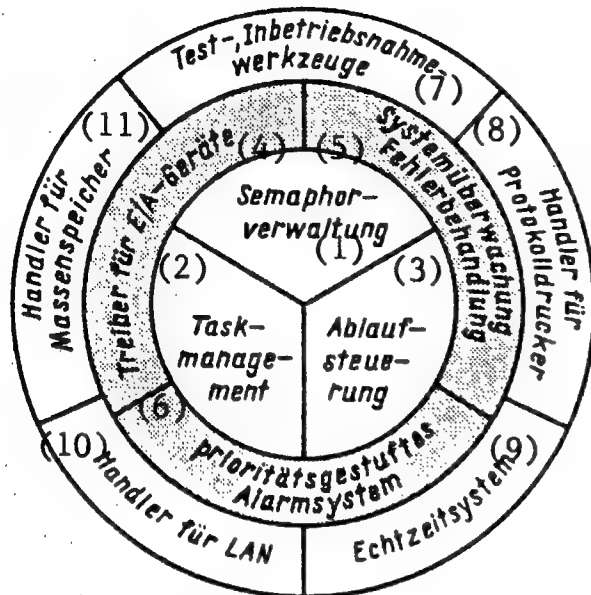 Test-, Inbetriebsnahme-
werkzeuge
(7)
(11)
Handler für
Massenspeicher
(8)
Handler für
Protokolldrucker
(4)
Treiber für E/A-Geräte
(5)
Systemüberwachung
Fehlerbehandlung
Semaphor-
verwaltung
(1)
(2)
Task-
manage-
ment
(3)
Ablauf-
steue-
rung
(6)
prioritätsgestuftes
Alarmsystem
(10)
Handler für LAN
(9)
Echtzeitsystem